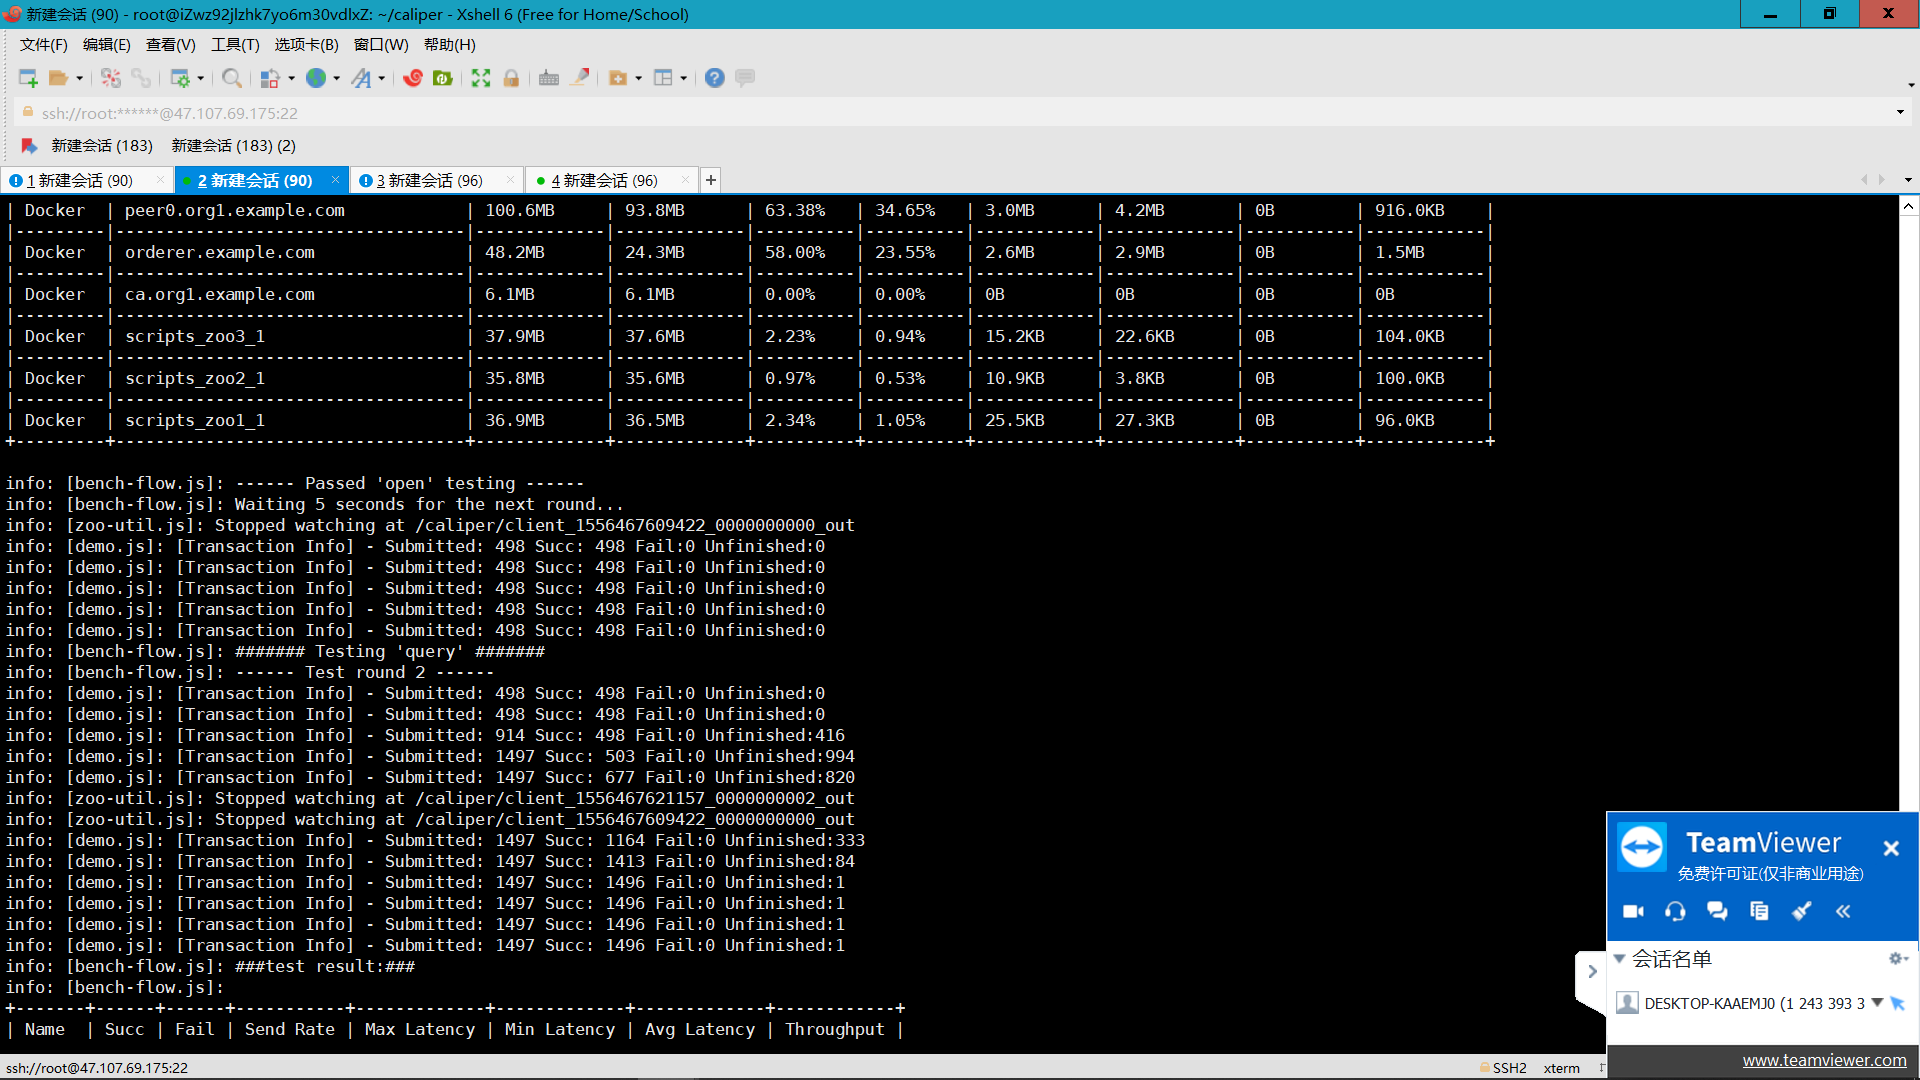 新建会话 (90) - root@iZwz92jlzhk7yo6m30vdlxZ: ~/caliper - Xshell 6 (Free for Home/School)
文件(F) 编辑(E) 查看(V) 工具(T) 选项卡(B) 窗口(W) 帮助(H)
ssh://root:******@47.107.69.175:22
新建会话 (183) 新建会话 (183) (2)
1 新建会话 (90) 2 新建会话 (90) 3 新建会话 (96) 4 新建会话 (96)
| Docker | peer0.org1.example.com | 100.6MB | 93.8MB | 63.38% | 34.65% | 3.0MB | 4.2MB | 0B | 916.0KB |
| Docker | orderer.example.com | 48.2MB | 24.3MB | 58.00% | 23.55% | 2.6MB | 2.9MB | 0B | 1.5MB |
| Docker | ca.org1.example.com | 6.1MB | 6.1MB | 0.00% | 0.00% | 0B | 0B | 0B | 0B |
| Docker | scripts_zoo3_1 | 37.9MB | 37.6MB | 2.23% | 0.94% | 15.2KB | 22.6KB | 0B | 104.0KB |
| Docker | scripts_zoo2_1 | 35.8MB | 35.6MB | 0.97% | 0.53% | 10.9KB | 3.8KB | 0B | 100.0KB |
| Docker | scripts_zoo1_1 | 36.9MB | 36.5MB | 2.34% | 1.05% | 25.5KB | 27.3KB | 0B | 96.0KB |
info: [bench-flow.js]: ------ Passed 'open' testing ------
info: [bench-flow.js]: Waiting 5 seconds for the next round...
info: [zoo-util.js]: Stopped watching at /caliper/client_1556467609422_0000000000_out
info: [demo.js]: [Transaction Info] - Submitted: 498 Succ: 498 Fail:0 Unfinished:0
info: [demo.js]: [Transaction Info] - Submitted: 498 Succ: 498 Fail:0 Unfinished:0
info: [demo.js]: [Transaction Info] - Submitted: 498 Succ: 498 Fail:0 Unfinished:0
info: [demo.js]: [Transaction Info] - Submitted: 498 Succ: 498 Fail:0 Unfinished:0
info: [demo.js]: [Transaction Info] - Submitted: 498 Succ: 498 Fail:0 Unfinished:0
info: [bench-flow.js]: ####### Testing 'query' #######
info: [bench-flow.js]: ------ Test round 2 ------
info: [demo.js]: [Transaction Info] - Submitted: 498 Succ: 498 Fail:0 Unfinished:0
info: [demo.js]: [Transaction Info] - Submitted: 498 Succ: 498 Fail:0 Unfinished:0
info: [demo.js]: [Transaction Info] - Submitted: 914 Succ: 498 Fail:0 Unfinished:416
info: [demo.js]: [Transaction Info] - Submitted: 1497 Succ: 503 Fail:0 Unfinished:994
info: [demo.js]: [Transaction Info] - Submitted: 1497 Succ: 677 Fail:0 Unfinished:820
info: [zoo-util.js]: Stopped watching at /caliper/client_1556467621157_0000000002_out
info: [zoo-util.js]: Stopped watching at /caliper/client_1556467609422_0000000000_out
info: [demo.js]: [Transaction Info] - Submitted: 1497 Succ: 1164 Fail:0 Unfinished:333
info: [demo.js]: [Transaction Info] - Submitted: 1497 Succ: 1413 Fail:0 Unfinished:84
info: [demo.js]: [Transaction Info] - Submitted: 1497 Succ: 1496 Fail:0 Unfinished:1
info: [demo.js]: [Transaction Info] - Submitted: 1497 Succ: 1496 Fail:0 Unfinished:1
info: [demo.js]: [Transaction Info] - Submitted: 1497 Succ: 1496 Fail:0 Unfinished:1
info: [demo.js]: [Transaction Info] - Submitted: 1497 Succ: 1496 Fail:0 Unfinished:1
info: [bench-flow.js]: ###test result:###
info: [bench-flow.js]:
| Name | Succ | Fail | Send Rate | Max Latency | Min Latency | Avg Latency | Throughput |
TeamViewer
免费许可证(仅非商业用途)
会话名单
DESKTOP-KAAEMJ0 (1 243 393 3
www.teamviewer.com
ssh://root@47.107.69.175:22 SSH2 xterm